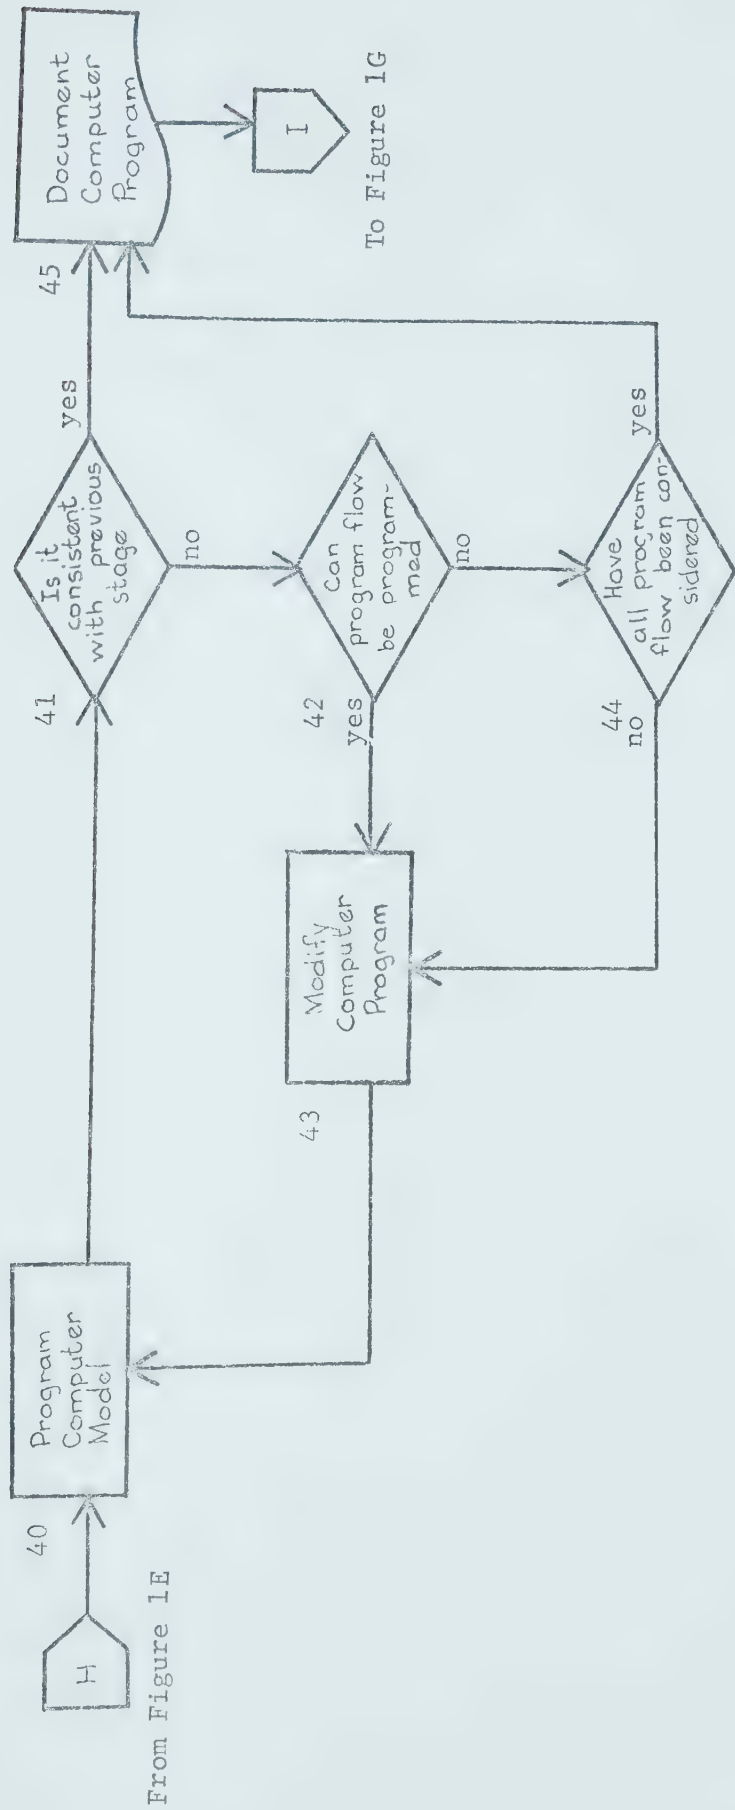 H
From Figure 1E
40
Program
Computer
Model
41
Is it
consistent
with previous
stage
yes
no
45
Document
Computer
Program
I
To Figure 1G
42
Can
program flow
be program-
med
yes
no
43
Modify
Computer
Program
44
Have
all program
flow been con-
sidered
no
yes